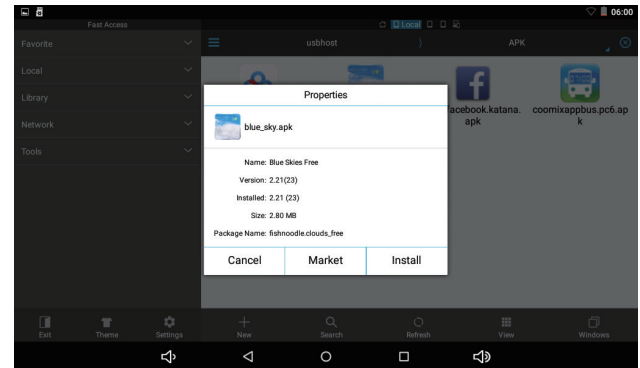 06:00
Fast Access
Local
Favorite
usbhost
APK
Local
Library
Network
Tools
facebook.katana.
apk
coomixappbus.pc6.ap
k
Properties
blue_sky.apk
Name: Blue Skies Free
Version: 2.21(23)
Installed: 2.21 (23)
Size: 2.80 MB
Package Name: fishnoodle.clouds_free
Cancel
Market
Install
Exit
Theme
Settings
New
Search
Refresh
View
Windows